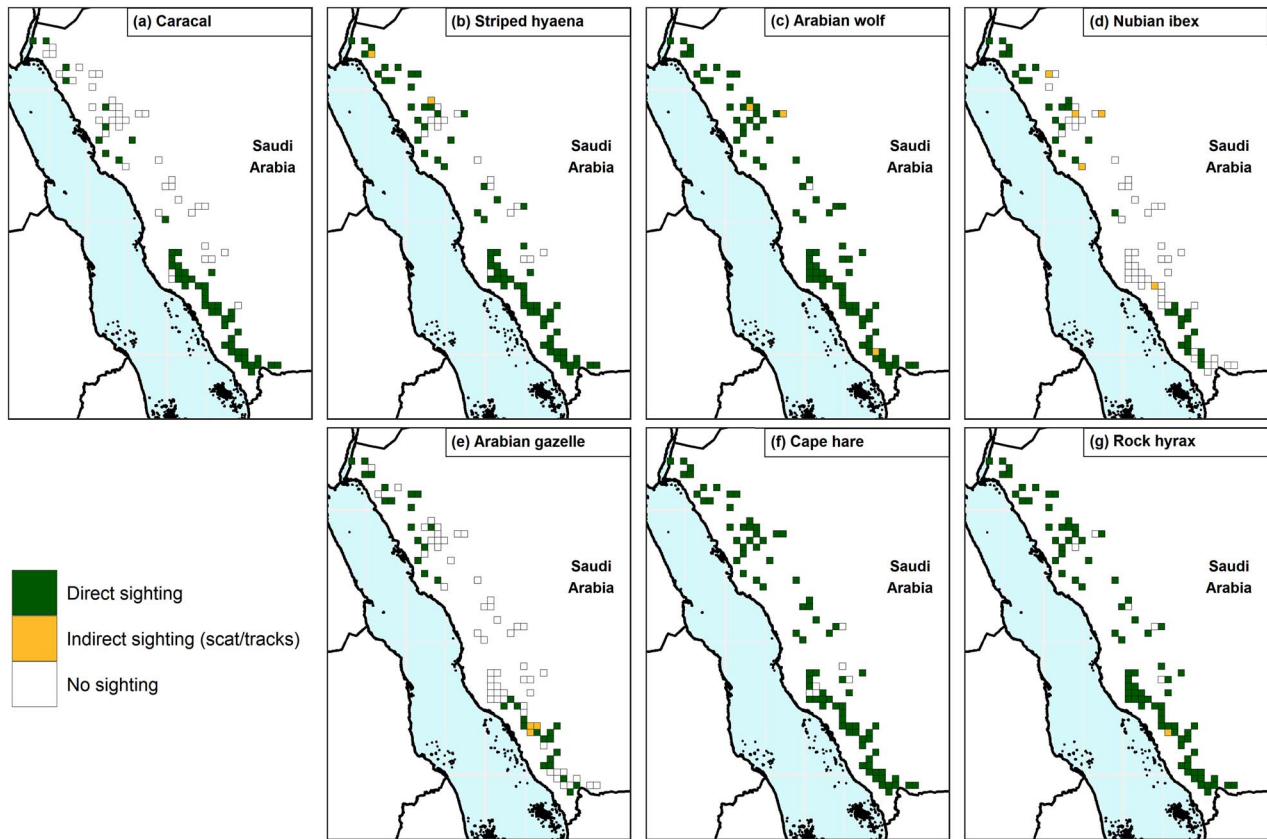 (a) Caracal
(b) Striped hyaena
(c) Arabian wolf
(d) Nubian ibex
Saudi
Arabia
Saudi
Arabia
Saudi
Arabia
Saudi
Arabia
(e) Arabian gazelle
(f) Cape hare
(g) Rock hyrax
Saudi
Arabia
Saudi
Arabia
Saudi
Arabia
Direct sighting
Indirect sighting (scat/tracks)
No sighting